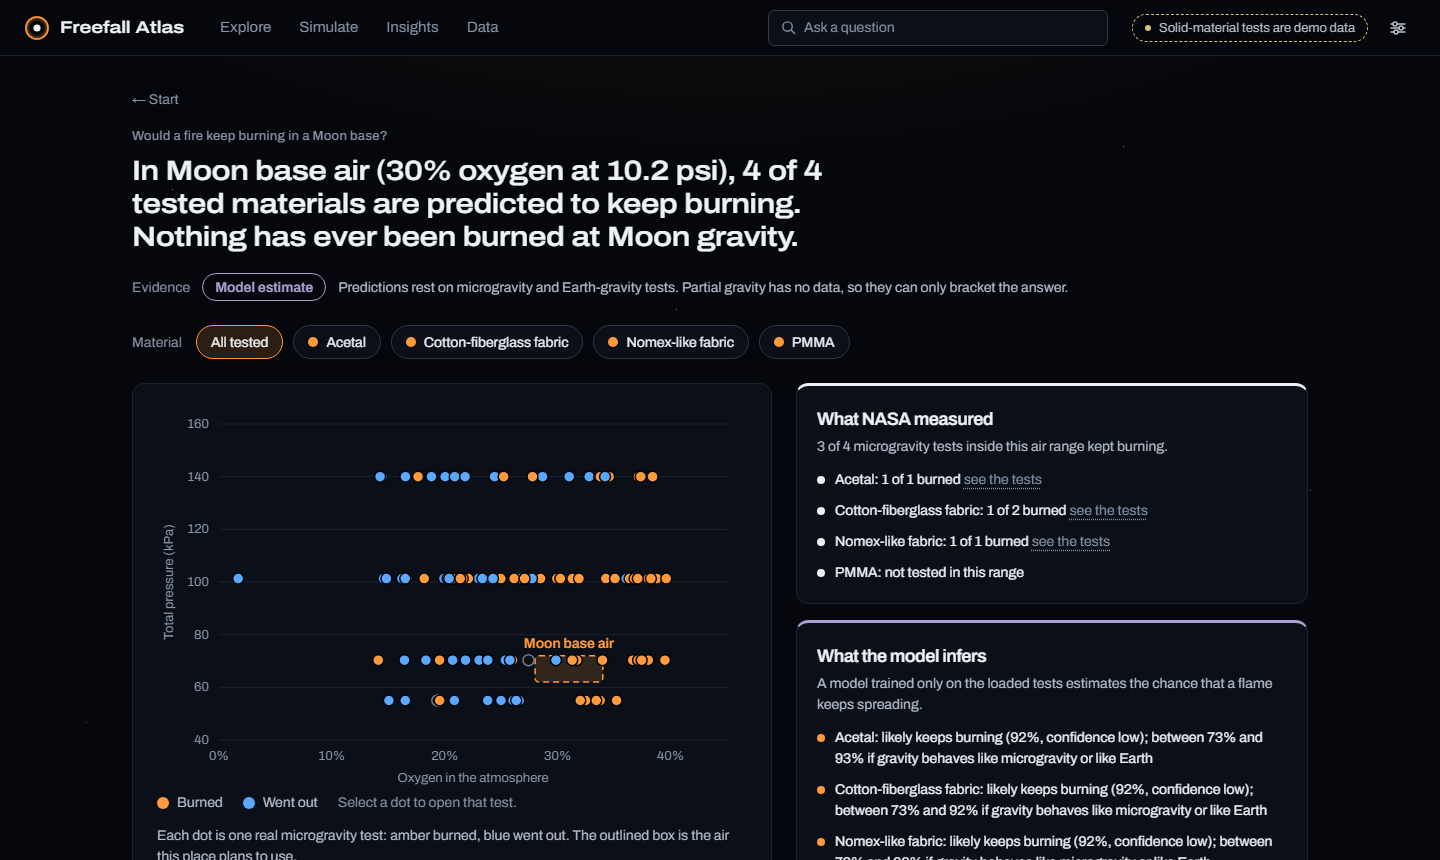 Freefall Atlas
Explore
Simulate
Insights
Data
Ask a question
Solid-material tests are demo data
← Start
Would a fire keep burning in a Moon base?
In Moon base air (30% oxygen at 10.2 psi), 4 of 4
tested materials are predicted to keep burning.
Nothing has ever been burned at Moon gravity.
Evidence
Model estimate
Predictions rest on microgravity and Earth-gravity tests. Partial gravity has no data, so they can only bracket the answer.
Material
All tested
Acetal
Cotton-fiberglass fabric
Nomex-like fabric
PMMA
160
140
120
100
80
60
40
Total pressure (kPa)
Moon base air
0%
10%
20%
30%
40%
Oxygen in the atmosphere
Burned
Went out
Select a dot to open that test.
Each dot is one real microgravity test: amber burned, blue went out. The outlined box is the air
this place plans to use.
What NASA measured
3 of 4 microgravity tests inside this air range kept burning.
Acetal: 1 of 1 burned see the tests
Cotton-fiberglass fabric: 1 of 2 burned see the tests
Nomex-like fabric: 1 of 1 burned see the tests
PMMA: not tested in this range
What the model infers
A model trained only on the loaded tests estimates the chance that a flame
keeps spreading.
Acetal: likely keeps burning (92%, confidence low); between 73% and
93% if gravity behaves like microgravity or like Earth
Cotton-fiberglass fabric: likely keeps burning (92%, confidence low);
between 73% and 92% if gravity behaves like microgravity or like Earth
Nomex-like fabric: likely keeps burning (92%, confidence low); between